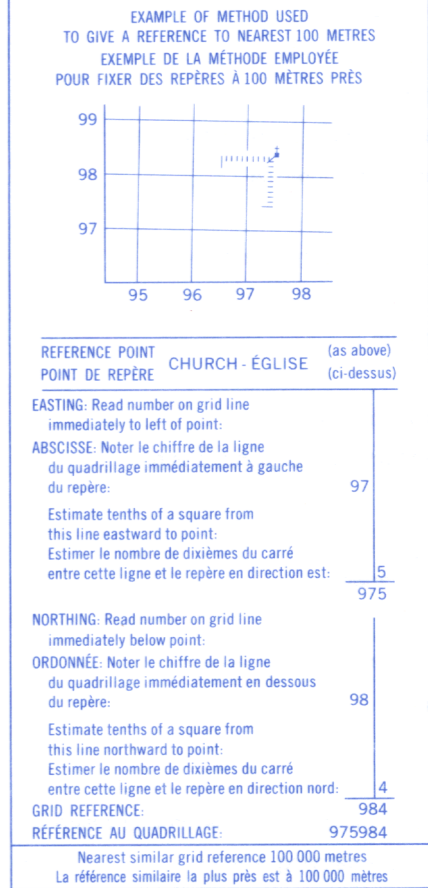 EXAMPLE OF METHOD USED
TO GIVE A REFERENCE TO NEAREST 100 METRES
EXEMPLE DE LA MÉTHODE EMPLOYÉE
POUR FIXER DES REPÈRES À 100 MÈTRES PRÈS
99
98
97
95 96 97 98
REFERENCE POINT
POINT DE REPÈRE CHURCH - ÉGLISE (as above)
(ci-dessus)
EASTING: Read number on grid line
immediately to left of point:
ABSCISSE: Noter le chiffre de la ligne
du quadrillage immédiatement à gauche
du repère: 97
Estimate tenths of a square from
this line eastward to point:
Estimer le nombre de dixièmes du carré
entre cette ligne et le repère en direction est: 5
975
NORTHING: Read number on grid line
immediately below point:
ORDONNÉE: Noter le chiffre de la ligne
du quadrillage immédiatement en dessous
du repère: 98
Estimate tenths of a square from
this line northward to point:
Estimer le nombre de dixièmes du carré
entre cette ligne et le repère en direction nord: 4
GRID REFERENCE: 984
RÉFÉRENCE AU QUADRILLAGE: 975984
Nearest similar grid reference 100 000 metres
La référence similaire la plus près est à 100 000 mètres